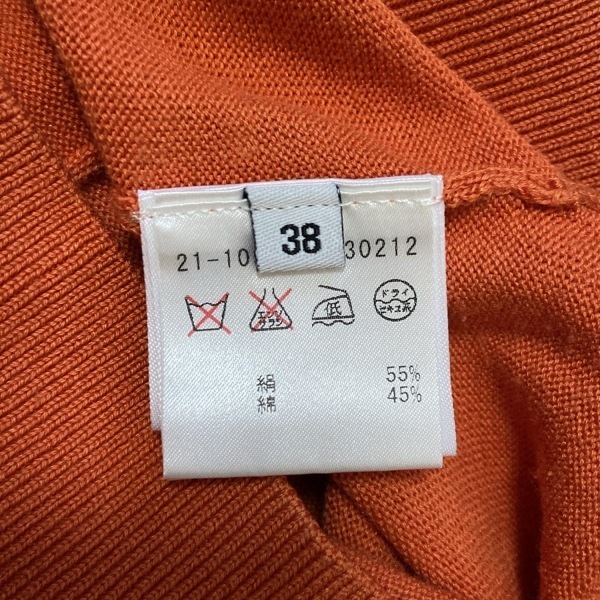 38
21-10 30212
エンソ
サラシ
低
ドライ
セキユ系
絹 55%
綿 45%